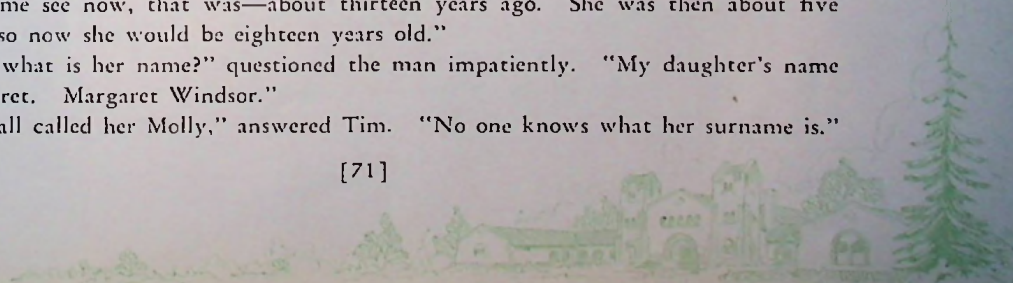 me see now, that was—about thirteen years ago. She was then about five
so now she would be eighteen years old."
what is her name?" questioned the man impatiently. "My daughter's name
ret. Margaret Windsor."
all called her Molly," answered Tim. "No one knows what her surname is."
[71]